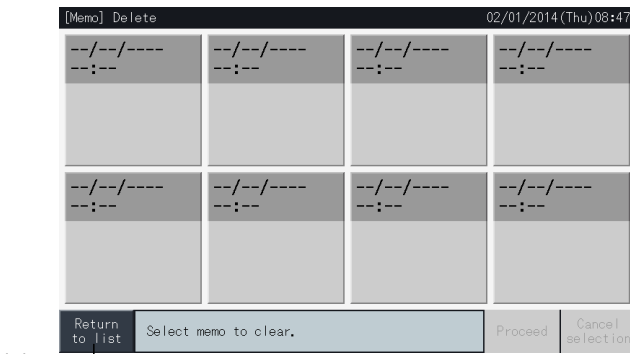 [Memo] Delete 02/01/2014(Thu)08:47
--/--/---- --/--/---- --/--/---- --/--/----
--:-- --:-- --:-- --:--
--/--/---- --/--/---- --/--/---- --/--/----
--:-- --:-- --:-- --:--
Return
to list
Select memo to clear.
Proceed
Cancel
selection